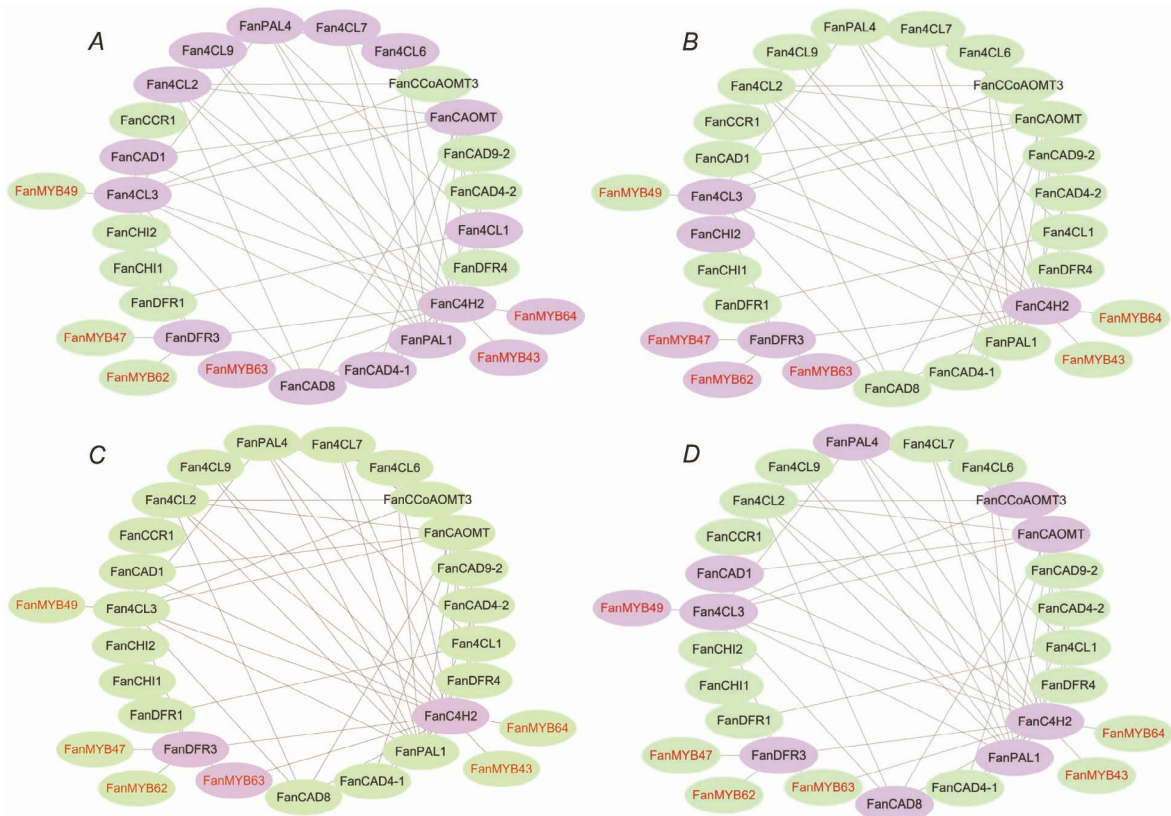 A
FanPAL4
Fan4CL7
Fan4CL9
Fan4CL6
Fan4CL2
FanCCoAOMT3
FanCCR1
FanCAOMT
FanCAD1
FanCAD9-2
FanMYB49
Fan4CL3
FanCAD4-2
FanCHI2
Fan4CL1
FanCHI1
FanDFR4
FanDFR1
FanC4H2
FanMYB64
FanMYB47
FanDFR3
FanPAL1
FanMYB43
FanMYB62
FanMYB63
FanCAD4-1
FanCAD8
B
FanPAL4
Fan4CL7
Fan4CL9
Fan4CL6
Fan4CL2
FanCCoAOMT3
FanCCR1
FanCAOMT
FanCAD1
FanCAD9-2
FanMYB49
Fan4CL3
FanCAD4-2
FanCHI2
Fan4CL1
FanCHI1
FanDFR4
FanDFR1
FanC4H2
FanMYB64
FanMYB47
FanDFR3
FanPAL1
FanMYB43
FanMYB62
FanMYB63
FanCAD4-1
FanCAD8
C
FanPAL4
Fan4CL7
Fan4CL9
Fan4CL6
Fan4CL2
FanCCoAOMT3
FanCCR1
FanCAOMT
FanCAD1
FanCAD9-2
FanMYB49
Fan4CL3
FanCAD4-2
FanCHI2
Fan4CL1
FanCHI1
FanDFR4
FanDFR1
FanC4H2
FanMYB64
FanMYB47
FanDFR3
FanPAL1
FanMYB43
FanMYB62
FanMYB63
FanCAD4-1
FanCAD8
D
FanPAL4
Fan4CL7
Fan4CL9
Fan4CL6
Fan4CL2
FanCCoAOMT3
FanCCR1
FanCAOMT
FanCAD1
FanCAD9-2
FanMYB49
Fan4CL3
FanCAD4-2
FanCHI2
Fan4CL1
FanCHI1
FanDFR4
FanDFR1
FanC4H2
FanMYB64
FanMYB47
FanDFR3
FanPAL1
FanMYB43
FanMYB62
FanMYB63
FanCAD4-1
FanCAD8